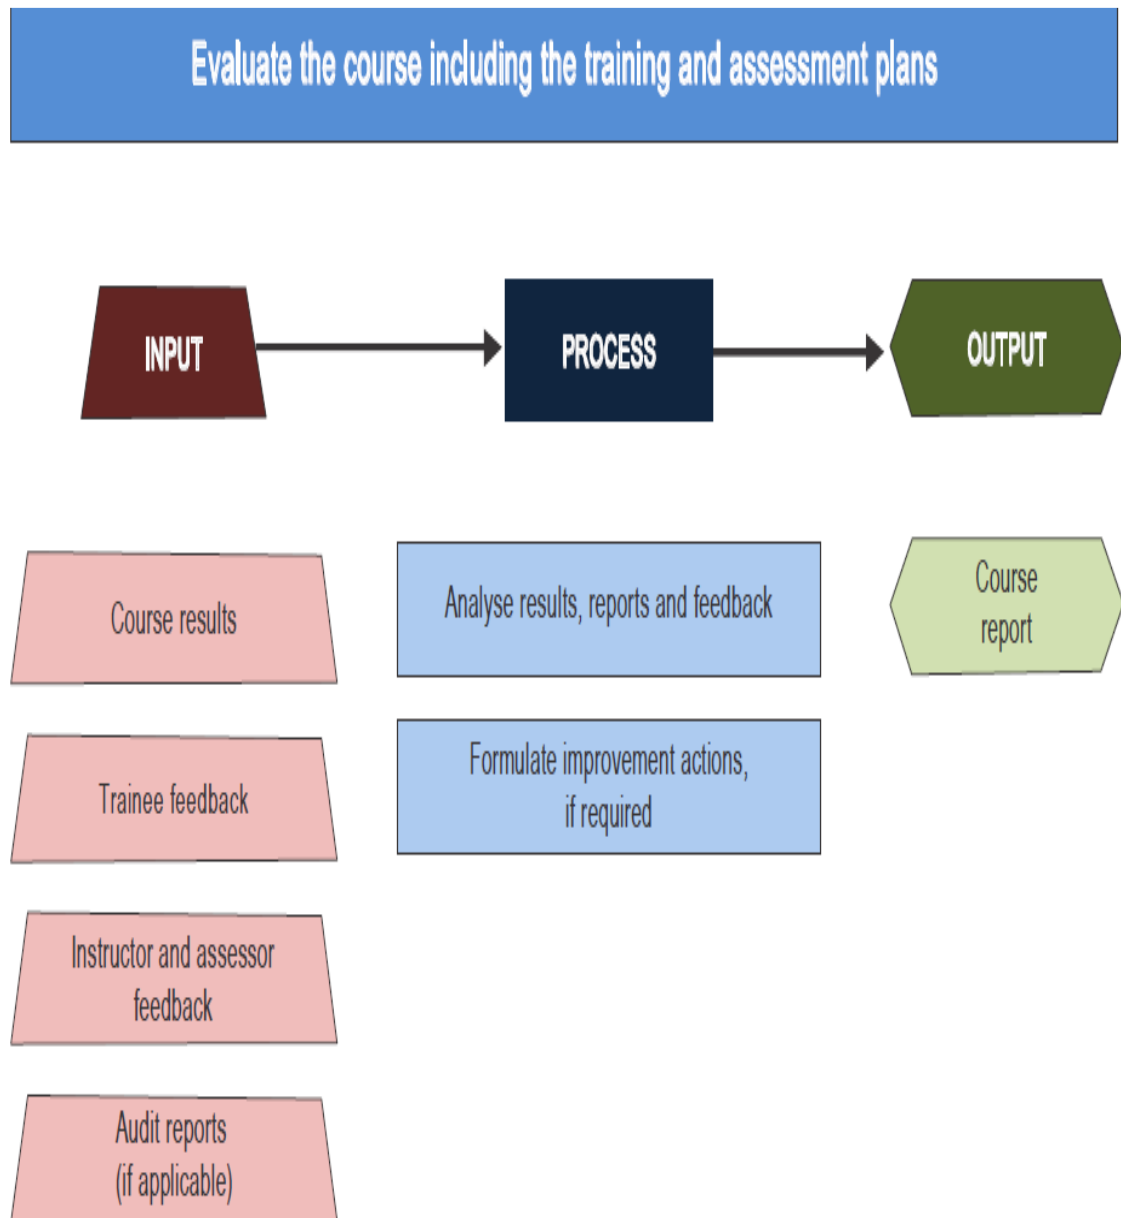 Evaluate the course including the training and assessment plans
INPUT
PROCESS
OUTPUT
Course results
Trainee feedback
Instructor and assessor
feedback
Audit reports
(if applicable)
Analyse results, reports and feedback
Formulate improvement actions,
if required
Course
report